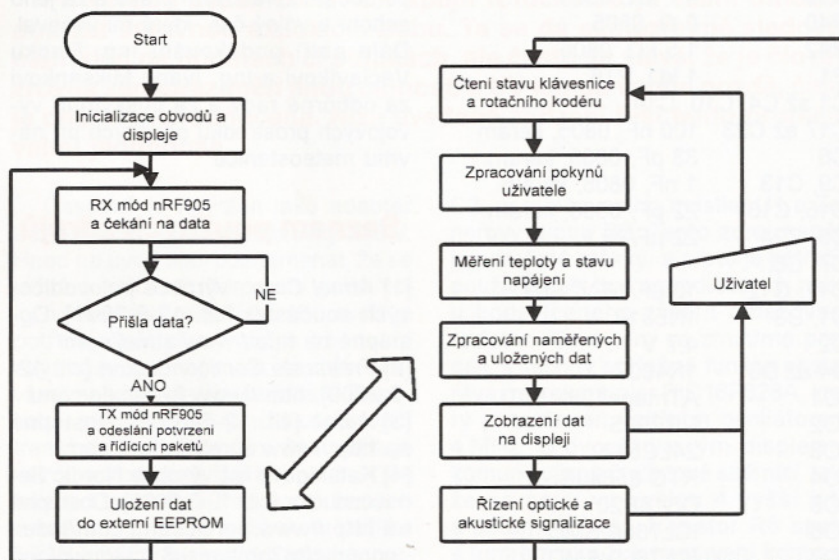 Start
Inicializace obvodů a
displeje
RX mód nRF905
a čekání na data
Přišla data?
NE
ANO
TX mód nRF905
a odeslání potvrzení
a řídících paketů
Uložení dat
do externí EEPROM
Čtení stavu klávesnice
a rotačního kodéru
Zpracování pokynů
uživatele
Měření teploty a stavu
napájení
Zpracování naměřených
a uložených dat
Zobrazení dat
na displeji
Řízení optické a
akustické signalizace
Uživatel